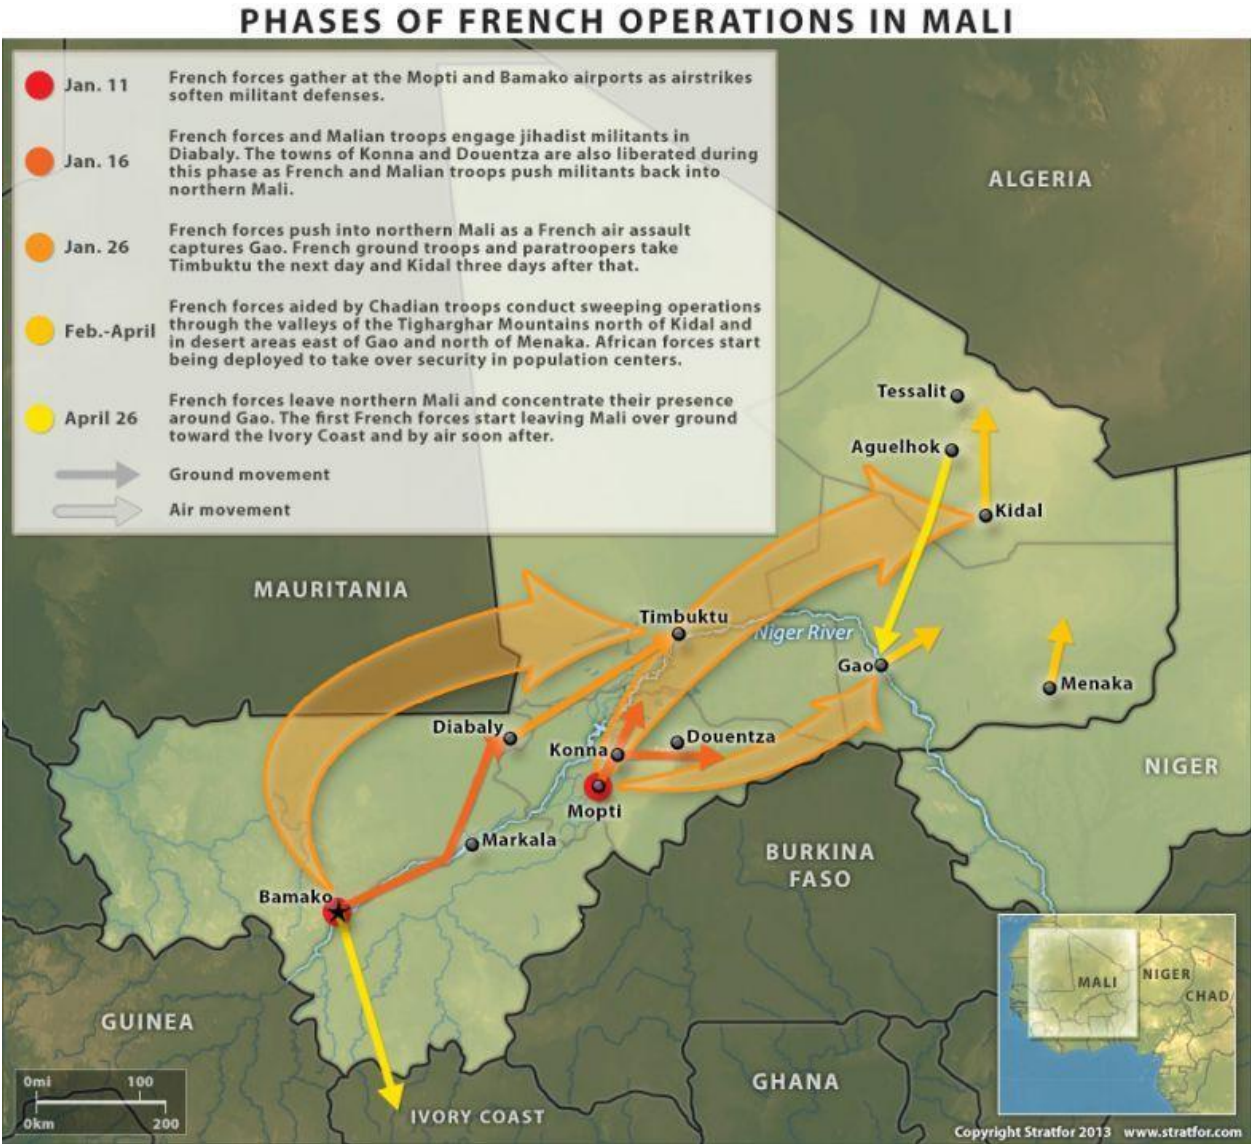 PHASES OF FRENCH OPERATIONS IN MALI
Jan. 11
French forces gather at the Mopti and Bamako airports as airstrikes
soften militant defenses.
Jan. 16
French forces and Malian troops engage jihadist militants in
Diabaly. The towns of Konna and Douentza are also liberated during
this phase as French and Malian troops push militants back into
northern Mali.
Jan. 26
French forces push into northern Mali as a French air assault
captures Gao. French ground troops and paratroopers take
Timbuktu the next day and Kidal three days after that.
Feb.-April
French forces aided by Chadian troops conduct sweeping operations
through the valleys of the Tigharghar Mountains north of Kidal and
in desert areas east of Gao and north of Menaka. African forces start
being deployed to take over security in population centers.
April 26
French forces leave northern Mali and concentrate their presence
around Gao. The first French forces start leaving Mali over ground
toward the Ivory Coast and by air soon after.
Ground movement
Air movement
ALGERIA
Tessalit
Aguelhok
Kidal
MAURITANIA
Timbuktu
Niger River
Gao
Menaka
Diabaly
Konna
Douentza
NIGER
Mopti
Markala
BURKINA
FASO
Bamako
MALI
NIGER
CHAD
GUINEA
GHANA
IVORY COAST
0mi 100
0km 200
Copyright Stratfor 2013 www.stratfor.com